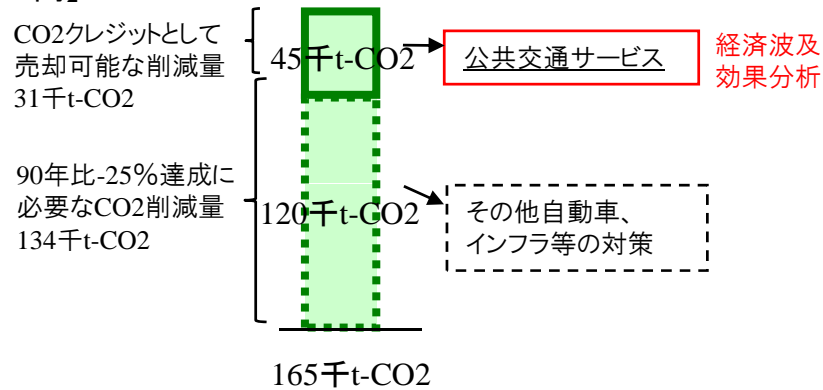 CO2クレジットとして
売却可能な削減量
31千t-CO2
45千t-CO2
公共交通サービス
経済波及
効果分析
90年比-25%達成に
必要なCO2削減量
134千t-CO2
120千t-CO2
その他自動車、
インフラ等の対策
165千t-CO2